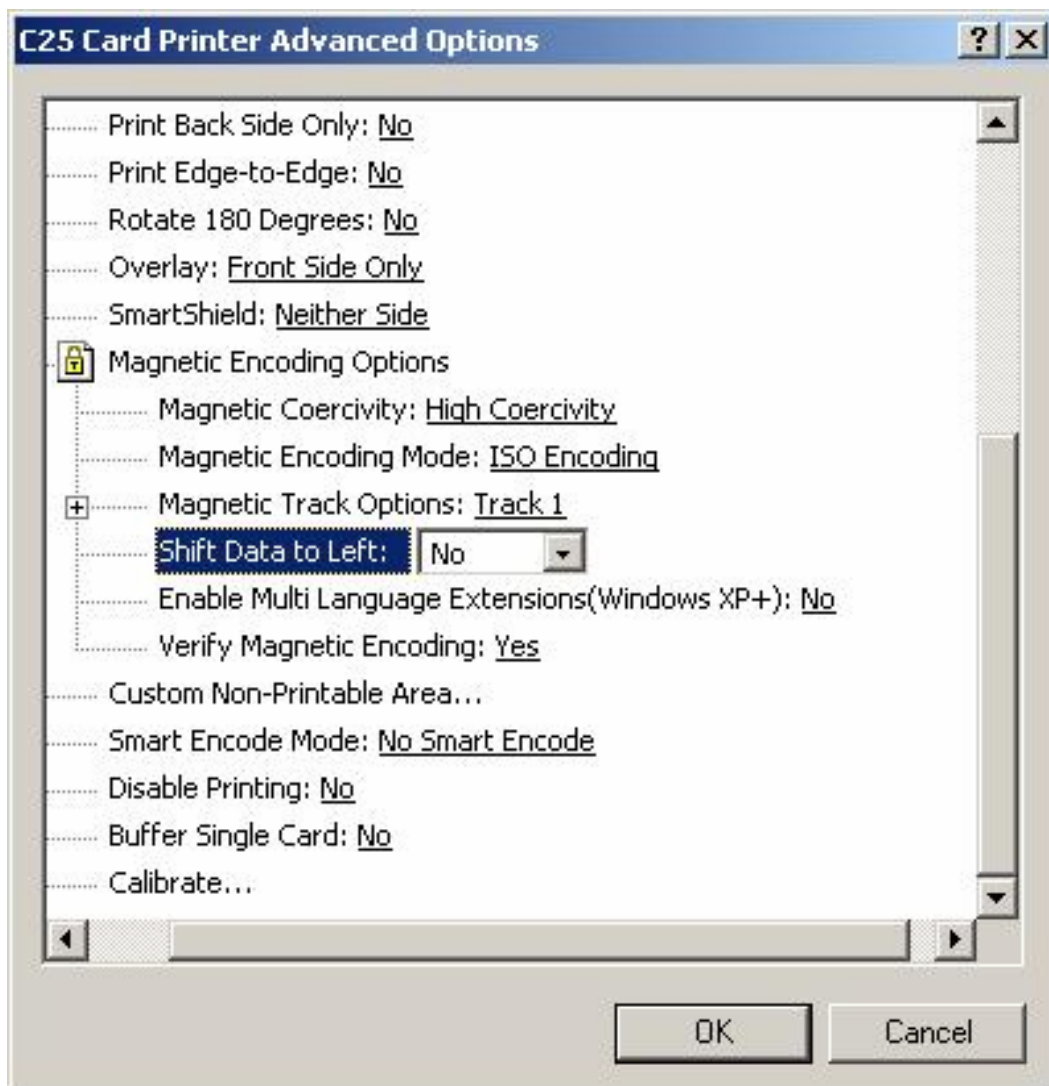 C25 Card Printer Advanced Options
Print Back Side Only: No
Print Edge-to-Edge: No
Rotate 180 Degrees: No
Overlay: Front Side Only
SmartShield: Neither Side
Magnetic Encoding Options
Magnetic Coercivity: High Coercivity
Magnetic Encoding Mode: ISO Encoding
Magnetic Track Options: Track 1
Shift Data to Left: No
Enable Multi Language Extensions(Windows XP+): No
Verify Magnetic Encoding: Yes
Custom Non-Printable Area...
Smart Encode Mode: No Smart Encode
Disable Printing: No
Buffer Single Card: No
Calibrate...
OK Cancel